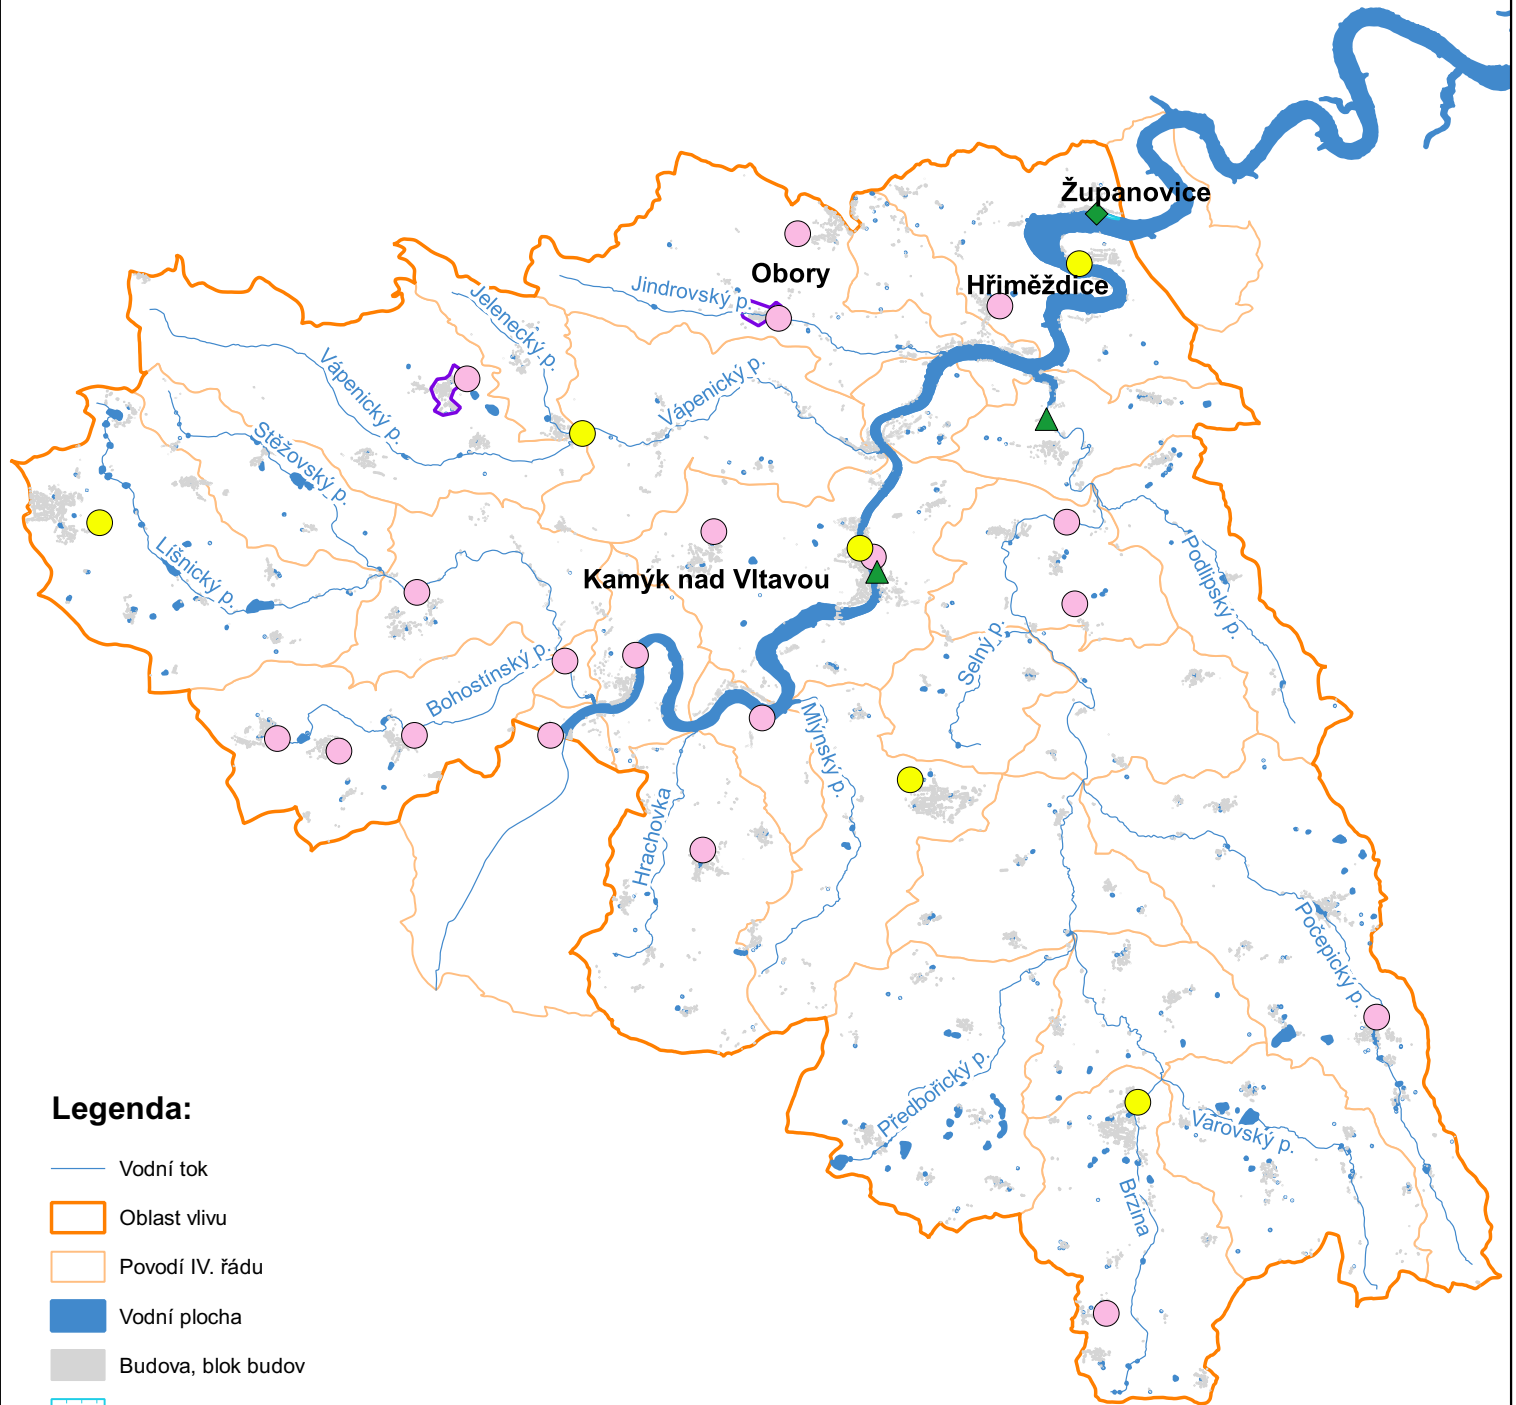 Županovice
Obory
Hřiměždice
Jindrovský p.
Jelenecký p.
Vápenický p.
Vápenický p.
Stěžovský p.
Líšnický p.
Kamýk nad Vltavou
Podlipský p.
Selný p.
Bohostínský p.
Mlýnský p.
Hrachovka
Počepický p.
Předbořický p.
Varovský p.
Brzina
Legenda:
Vodní tok
Oblast vlivu
Povodí IV. řádu
Vodní plocha
Budova, blok budov